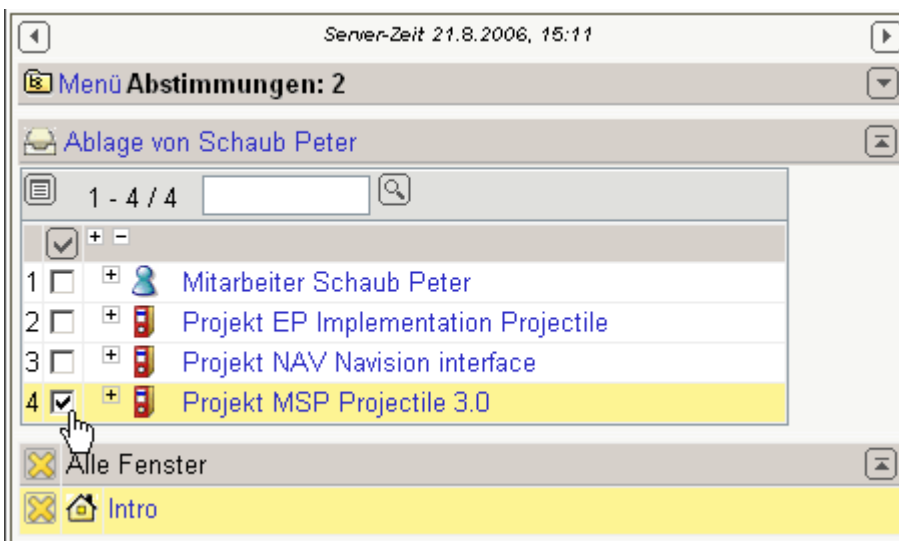 Server-Zeit 21.8.2006, 15:11
Menü Abstimmungen: 2
Ablage von Schaub Peter
1 - 4 / 4
1 Mitarbeiter Schaub Peter
2 Projekt EP Implementation Projectile
3 Projekt NAV Navision interface
4 Projekt MSP Projectile 3.0
Alle Fenster
Intro